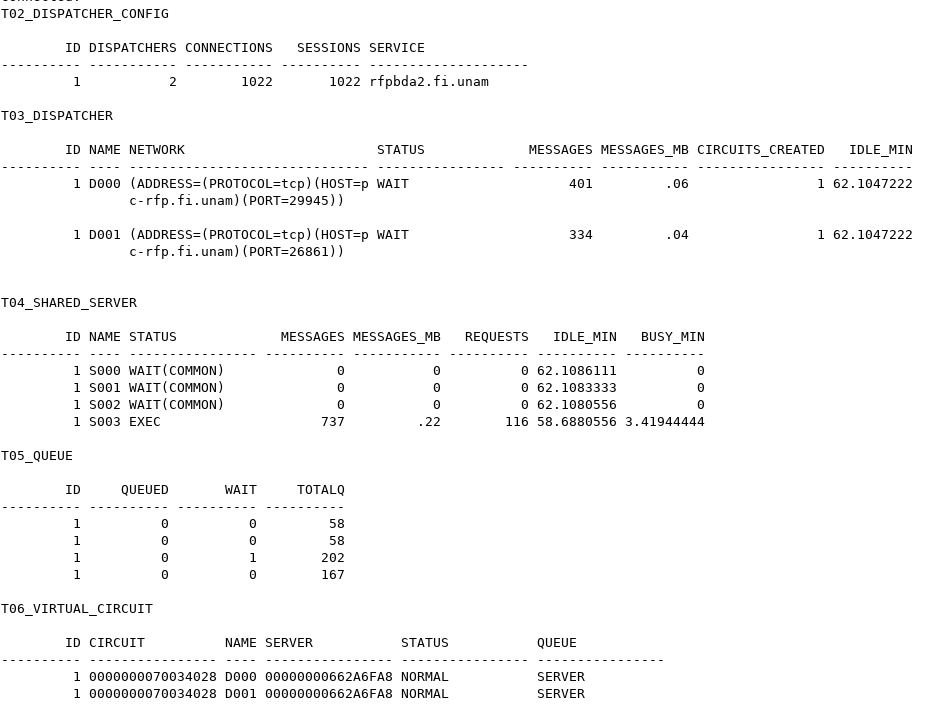 T02_DISPATCHER_CONFIG
        ID DISPATCHERS CONNECTIONS   SESSIONS SERVICE
---------- ----------- ----------- ---------- --------------------
         1           2        1022       1022 rfpbda2.fi.unam
T03_DISPATCHER
        ID NAME NETWORK                        STATUS             MESSAGES MESSAGES_MB CIRCUITS_CREATED   IDLE_MIN
---------- ---- ------------------------------ ---------------- ---------- ----------- ---------------- ----------
         1 D000 (ADDRESS=(PROTOCOL=tcp)(HOST=p WAIT                    401         .06                1 62.1047222
                c-rfp.fi.unam)(PORT=29945))
         1 D001 (ADDRESS=(PROTOCOL=tcp)(HOST=p WAIT                    334         .04                1 62.1047222
                c-rfp.fi.unam)(PORT=26861))
T04_SHARED_SERVER
        ID NAME STATUS             MESSAGES MESSAGES_MB   REQUESTS   IDLE_MIN   BUSY_MIN
---------- ---- ---------------- ---------- ----------- ---------- ---------- ----------
         1 S000 WAIT(COMMON)              0           0          0 62.1086111          0
         1 S001 WAIT(COMMON)              0           0          0 62.1083333          0
         1 S002 WAIT(COMMON)              0           0          0 62.1080556          0
         1 S003 EXEC                    737         .22        116 58.6880556 3.41944444
T05_QUEUE
        ID     QUEUED       WAIT     TOTALQ
---------- ---------- ---------- ----------
         1          0          0         58
         1          0          0         58
         1          0          1        202
         1          0          0        167
T06_VIRTUAL_CIRCUIT
        ID CIRCUIT          NAME SERVER           STATUS           QUEUE
---------- ---------------- ---- ---------------- ---------------- ----------------
         1 0000000070034028 D000 00000000662A6FA8 NORMAL           SERVER
         1 0000000070034028 D001 00000000662A6FA8 NORMAL           SERVER